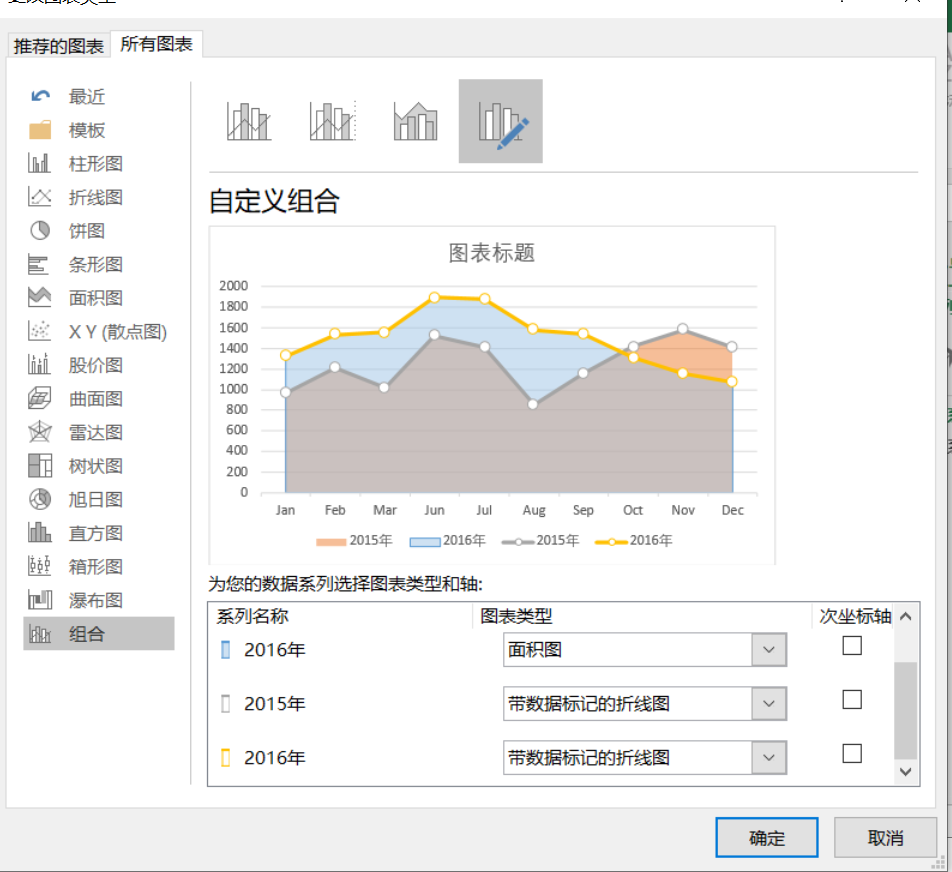 推荐的图表
所有图表
最近
模板
柱形图
折线图
饼图
条形图
面积图
X Y (散点图)
股价图
曲面图
雷达图
树状图
旭日图
直方图
箱形图
瀑布图
组合
自定义组合
图表标题
2000
1800
1600
1400
1200
1000
800
600
400
200
0
Jan Feb Mar Jun Jul Aug Sep Oct Nov Dec
2015年 2016年 2015年 2016年
为您的数据系列选择图表类型和轴:
系列名称 图表类型 次坐标轴
2016年 面积图
2015年 带数据标记的折线图
2016年 带数据标记的折线图
确定 取消